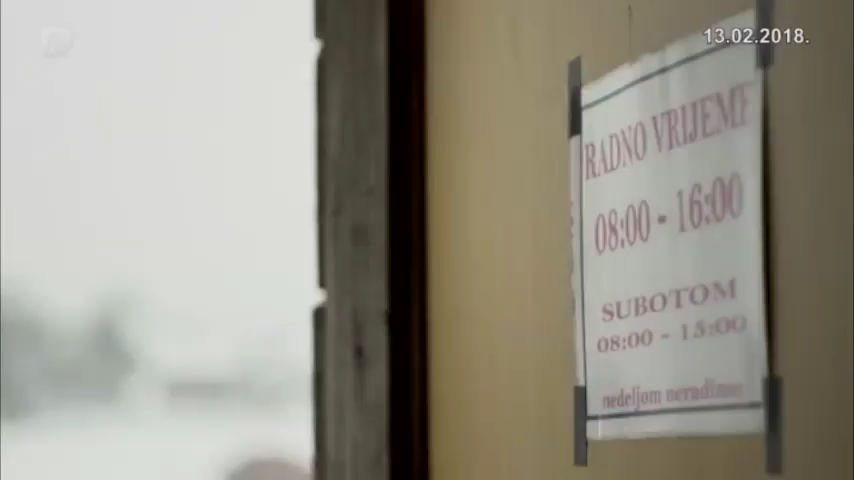 13.02.2018.
RADNO VRIJEME
08:00 - 16:00
SUBOTOM
08:00 - 15:00
nedeljom neradimo